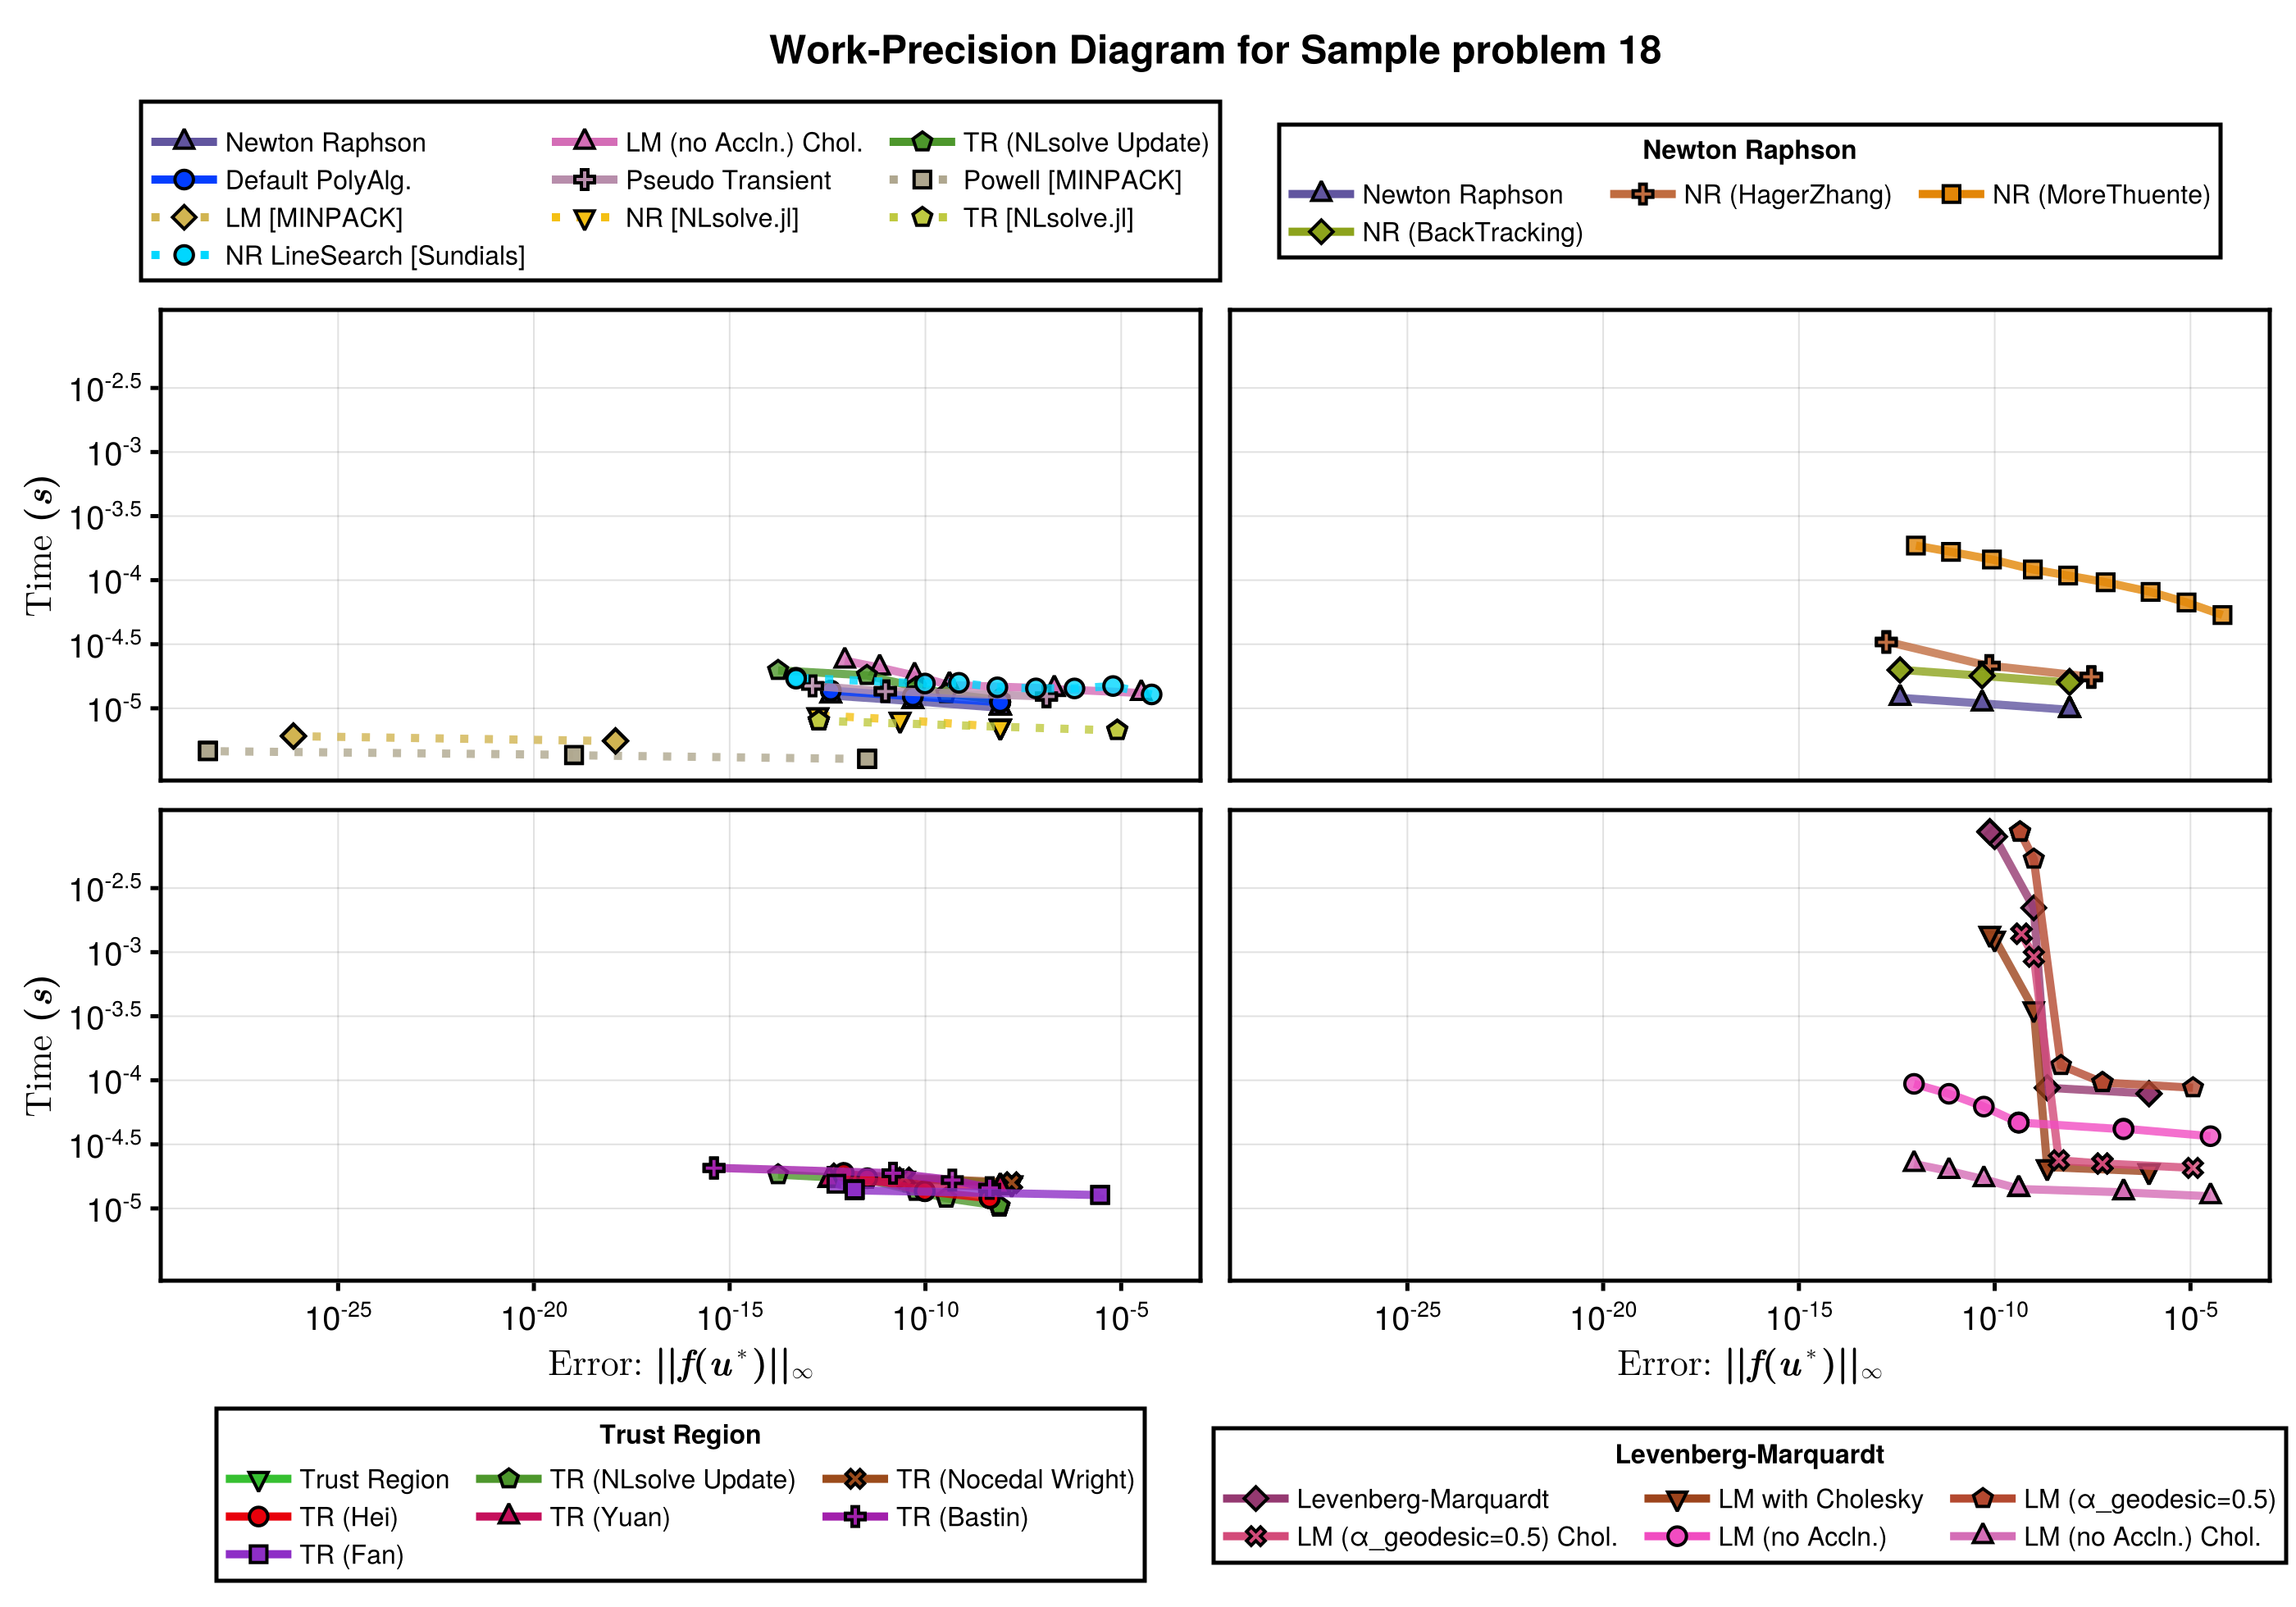 Work-Precision Diagram for Sample problem 18
Newton Raphson LM (no Accln.) Chol. TR (NLsolve Update)
Default PolyAlg. Pseudo Transient Powell [MINPACK]
LM [MINPACK] NR [NLsolve.jl] TR [NLsolve.jl]
NR LineSearch [Sundials]
Newton Raphson
Newton Raphson NR (HagerZhang) NR (MoreThuente)
NR (BackTracking)
Time (s)
10^-2.5
10^-3
10^-3.5
10^-4
10^-4.5
10^-5
Time (s)
10^-2.5
10^-3
10^-3.5
10^-4
10^-4.5
10^-5
10^-25 10^-20 10^-15 10^-10 10^-5
10^-25 10^-20 10^-15 10^-10 10^-5
Error: ||f(u*)||∞
Error: ||f(u*)||∞
Trust Region
Trust Region TR (NLsolve Update) TR (Nocedal Wright)
TR (Hei) TR (Yuan) TR (Bastin)
TR (Fan)
Levenberg-Marquardt
Levenberg-Marquardt LM with Cholesky LM (α_geodesic=0.5)
LM (α_geodesic=0.5) Chol. LM (no Accln.) LM (no Accln.) Chol.